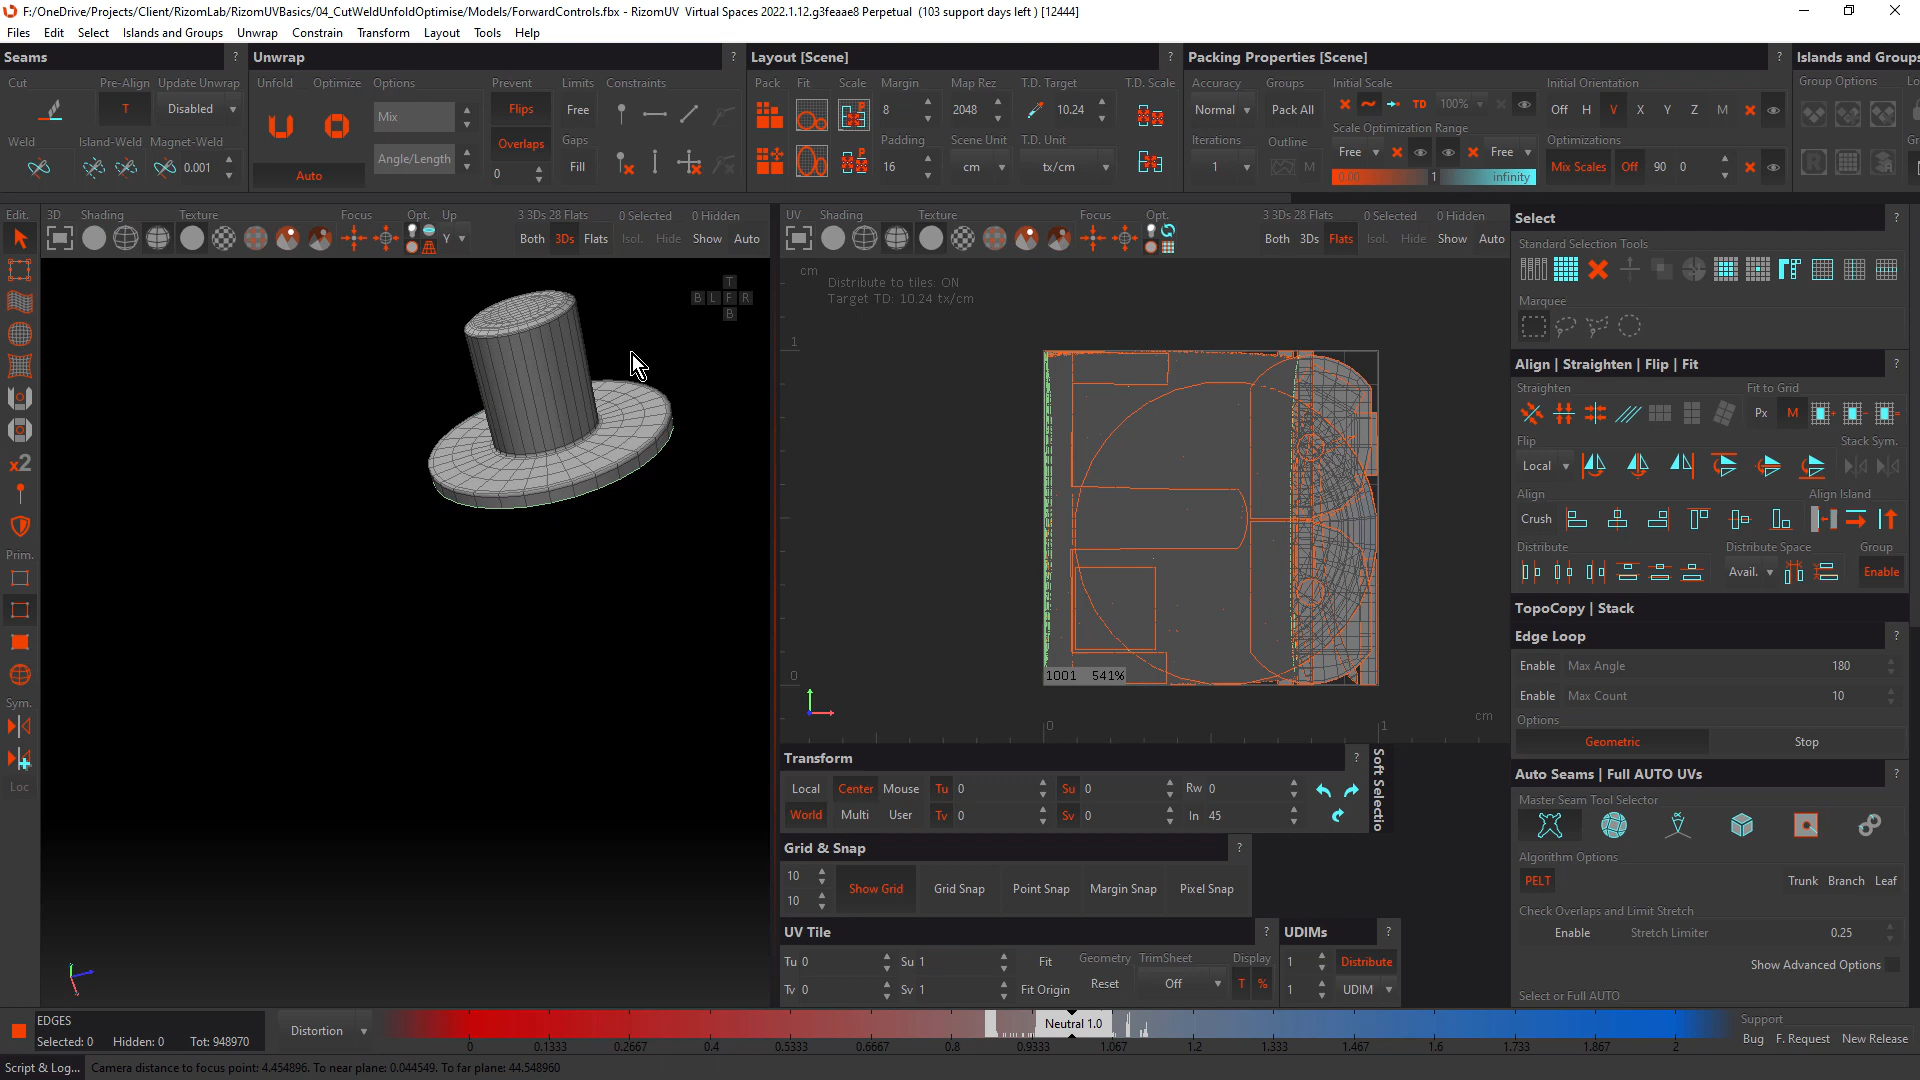 F:/OneDrive/Projects/Client/RizomLab/RizomUVBasics/04_CutWeldUnfoldOptimise/Models/ForwardControls.fbx - RizomUV Virtual Spaces 2022.1.12.g3feaae8 Perpetual (103 support days left ) [12444]
Files Edit Select Islands and Groups Unwrap Constrain Transform Layout Tools Help
Seams ? Unwrap ? Layout [Scene] ? Packing Properties [Scene] ? Islands and Groups
Cut Pre-Align Update Unwrap Unfold Optimize Options Prevent Limits Constraints Pack Fit Scale Margin Map Rez T.D. Target T.D. Scale Accuracy Groups Initial Scale Initial Orientation Group Options
T Disabled Mix Flips Free 8 2048 10.24 Normal Pack All TD 100% Off H V X Y Z M
Weld Island-Weld Magnet-Weld Overlaps Gaps Padding Scene Unit T.D. Unit Iterations Outline Scale Optimization Range Optimizations
0.001 Auto Angle/Length 0 Fill 16 cm tx/cm 1 M Free Free Mix Scales Off 90 0
0.00 1 infinity
Edit. 3D Shading Texture Focus Opt. Up 3 3Ds 28 Flats 0 Selected 0 Hidden
Y Both 3Ds Flats Isol. Hide Show Auto
UV Shading Texture Focus Opt. 3 3Ds 28 Flats 0 Selected 0 Hidden
Both 3Ds Flats Isol. Hide Show Auto
T
B L F R
B
x2
Prim.
Sym.
Loc
cm
Distribute to tiles: ON
Target TD: 10.24 tx/cm
1
0
1001 541%
0 1 cm
Select ?
Standard Selection Tools
Marquee
Align | Straighten | Flip | Fit ?
Straighten Fit to Grid
Px M
Flip Stack Sym.
Local
Align Align Island
Crush
Distribute Distribute Space Group
Avail. Enable
TopoCopy | Stack
Edge Loop ?
Enable Max Angle 180
Enable Max Count 10
Options
Geometric Stop
Auto Seams | Full AUTO UVs ?
Master Seam Tool Selector
Algorithm Options
PELT Trunk Branch Leaf
Check Overlaps and Limit Stretch
Enable Stretch Limiter 0.25
Show Advanced Options
Select or Full AUTO
Transform ?
Local Center Mouse Tu 0 Su 0 Rw 0
World Multi User Tv 0 Sv 0 In 45
Soft Selectio
Grid & Snap ?
10
10
Show Grid Grid Snap Point Snap Margin Snap Pixel Snap
UV Tile ? UDIMs ?
Tu 0 Su 1 Fit Geometry TrimSheet Display 1 Distribute
Tv 0 Sv 1 Fit Origin Reset Off T % 1 UDIM
EDGES
Selected: 0 Hidden: 0 Tot: 948970
Distortion
Neutral 1.0
0 0.1333 0.2667 0.4 0.5333 0.6667 0.8 0.9333 1.067 1.2 1.333 1.467 1.6 1.733 1.867 2
Support
Bug F. Request New Release
Script & Log... Camera distance to focus point: 4.454896. To near plane: 0.044549. To far plane: 44.548960